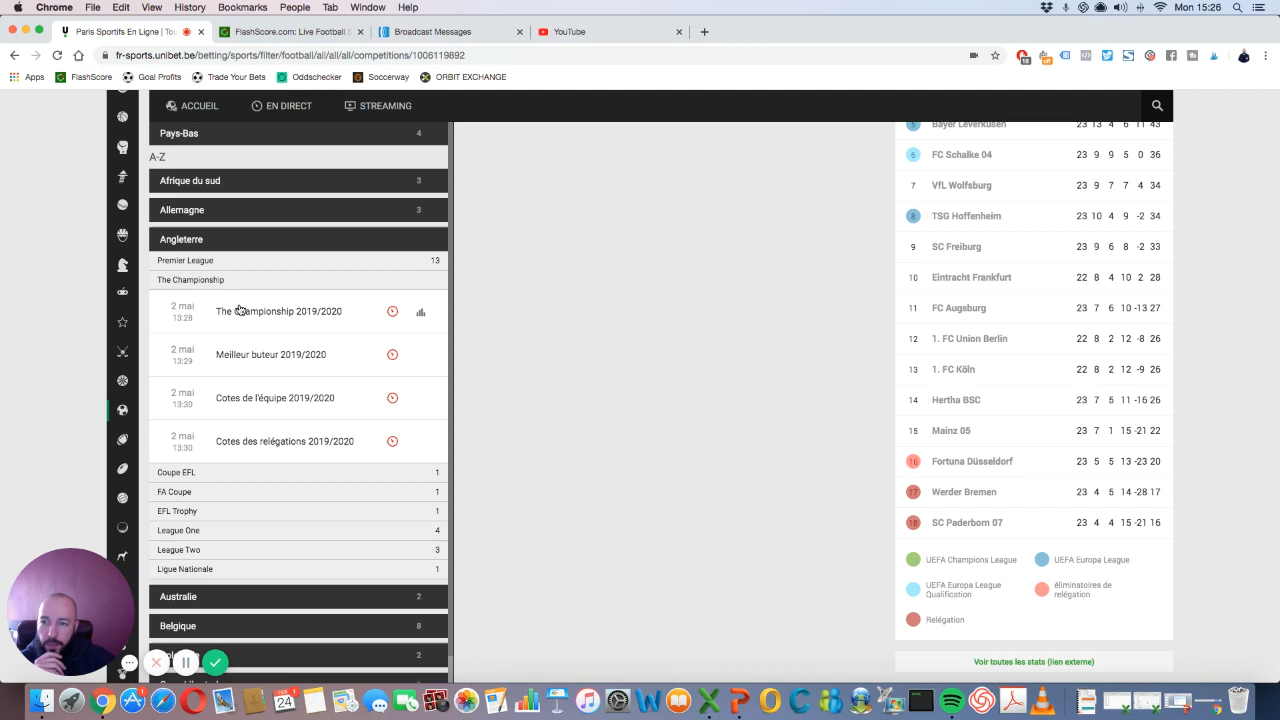 Chrome File Edit View History Bookmarks People Tab Window Help Mon 15:26
Paris Sportifs En Ligne | Tou FlashScore.com: Live Football S Broadcast Messages YouTube
fr-sports.unibet.be/betting/sports/filter/football/all/all/all/competitions/1006119892
Apps FlashScore Goal Profits Trade Your Bets Oddschecker Soccerway ORBIT EXCHANGE
ACCUEIL EN DIRECT STREAMING
Pays-Bas 4
A-Z
Afrique du sud 3
Allemagne 3
Angleterre
Premier League 13
The Championship
2 mai
13:28
The Championship 2019/2020
2 mai
13:29
Meilleur buteur 2019/2020
2 mai
13:30
Cotes de l'équipe 2019/2020
2 mai
13:30
Cotes des relégations 2019/2020
Coupe EFL 1
FA Coupe 1
EFL Trophy 1
League One 4
League Two 3
Ligue Nationale 1
Australie 2
Belgique 8
2
5 Bayer Leverkusen 23 13 4 6 11 43
6 FC Schalke 04 23 9 9 5 0 36
7 VfL Wolfsburg 23 9 7 7 4 34
8 TSG Hoffenheim 23 10 4 9 -2 34
9 SC Freiburg 23 9 6 8 -2 33
10 Eintracht Frankfurt 22 8 4 10 2 28
11 FC Augsburg 23 7 6 10 -13 27
12 1. FC Union Berlin 22 8 2 12 -8 26
13 1. FC Köln 22 8 2 12 -9 26
14 Hertha BSC 23 7 5 11 -16 26
15 Mainz 05 23 7 1 15 -21 22
16 Fortuna Düsseldorf 23 5 5 13 -23 20
17 Werder Bremen 23 4 5 14 -28 17
18 SC Paderborn 07 23 4 4 15 -21 16
UEFA Champions League
UEFA Europa League
UEFA Europa League
Qualification
éliminatoires de
relégation
Relégation
Voir toutes les stats (lien externe)